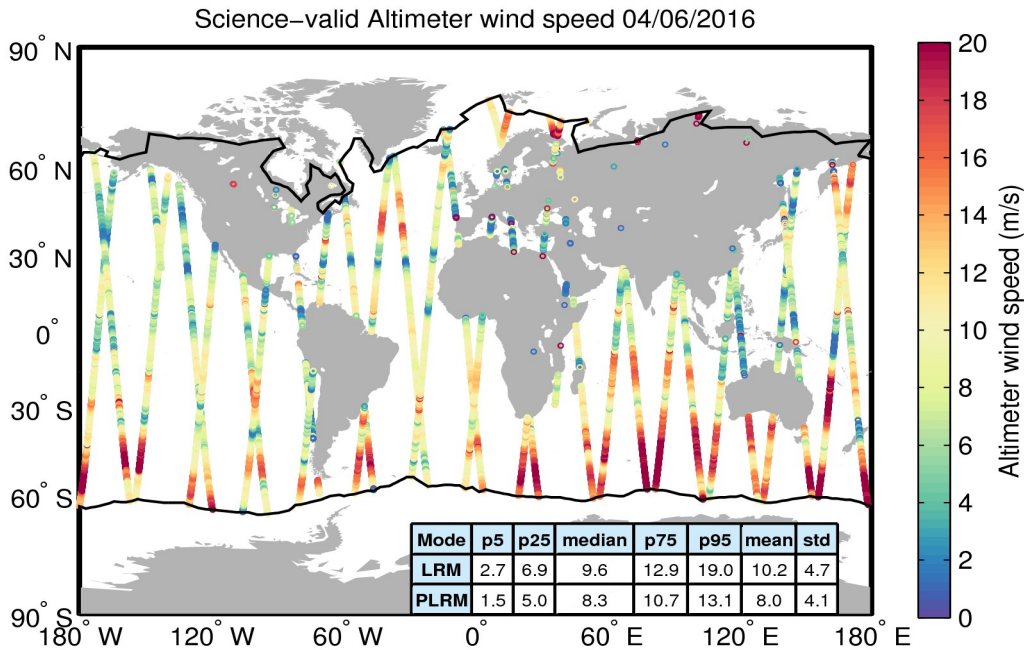 Science-valid Altimeter wind speed 04/06/2016
90° N
60° N
30° N
0°
30° S
60° S
90° S
180° W
120° W
60° W
0°
60° E
120° E
180° E
Mode p5 p25 median p75 p95 mean std
LRM 2.7 6.9 9.6 12.9 19.0 10.2 4.7
PLRM 1.5 5.0 8.3 10.7 13.1 8.0 4.1
20
18
16
14
12
10
8
6
4
2
0
Altimeter wind speed (m/s)